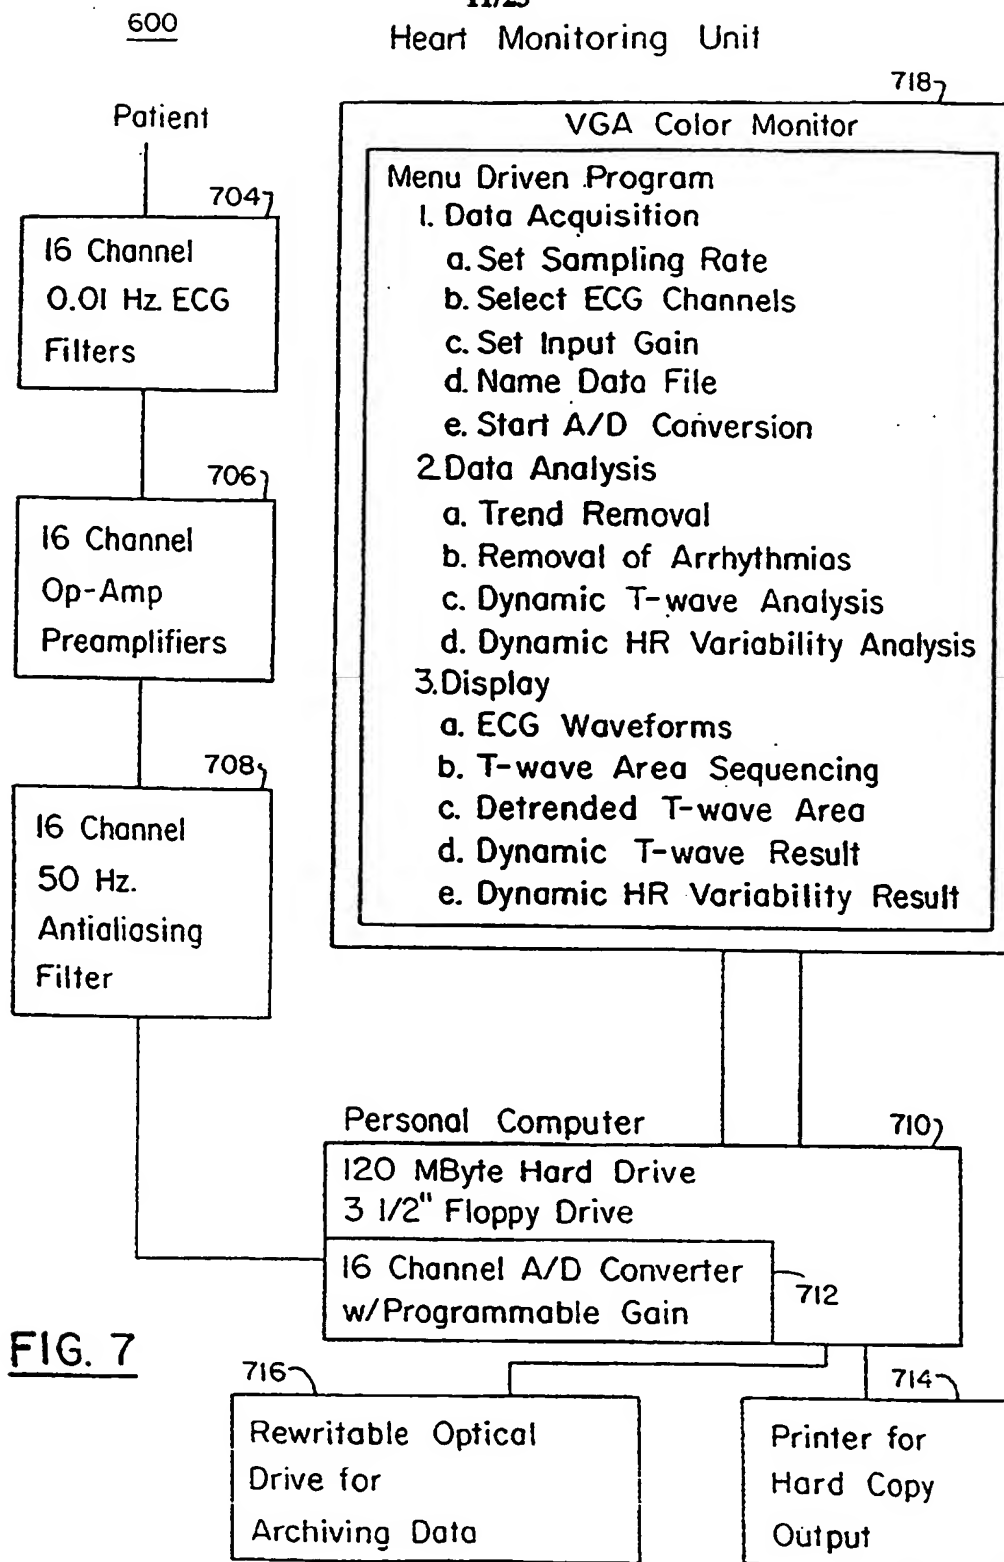 11/25
600
Heart Monitoring Unit
Patient
704
16 Channel
0.01 Hz. ECG
Filters
706
16 Channel
Op-Amp
Preamplifiers
708
16 Channel
50 Hz.
Antialiasing
Filter
718
VGA Color Monitor
Menu Driven Program
1. Data Acquisition
a. Set Sampling Rate
b. Select ECG Channels
c. Set Input Gain
d. Name Data File
e. Start A/D Conversion
2. Data Analysis
a. Trend Removal
b. Removal of Arrhythmias
c. Dynamic T-wave Analysis
d. Dynamic HR Variability Analysis
3. Display
a. ECG Waveforms
b. T-wave Area Sequencing
c. Detrended T-wave Area
d. Dynamic T-wave Result
e. Dynamic HR Variability Result
Personal Computer
710
120 MByte Hard Drive
3 1/2" Floppy Drive
16 Channel A/D Converter
w/Programmable Gain
712
FIG. 7
716
Rewritable Optical
Drive for
Archiving Data
714
Printer for
Hard Copy
Output